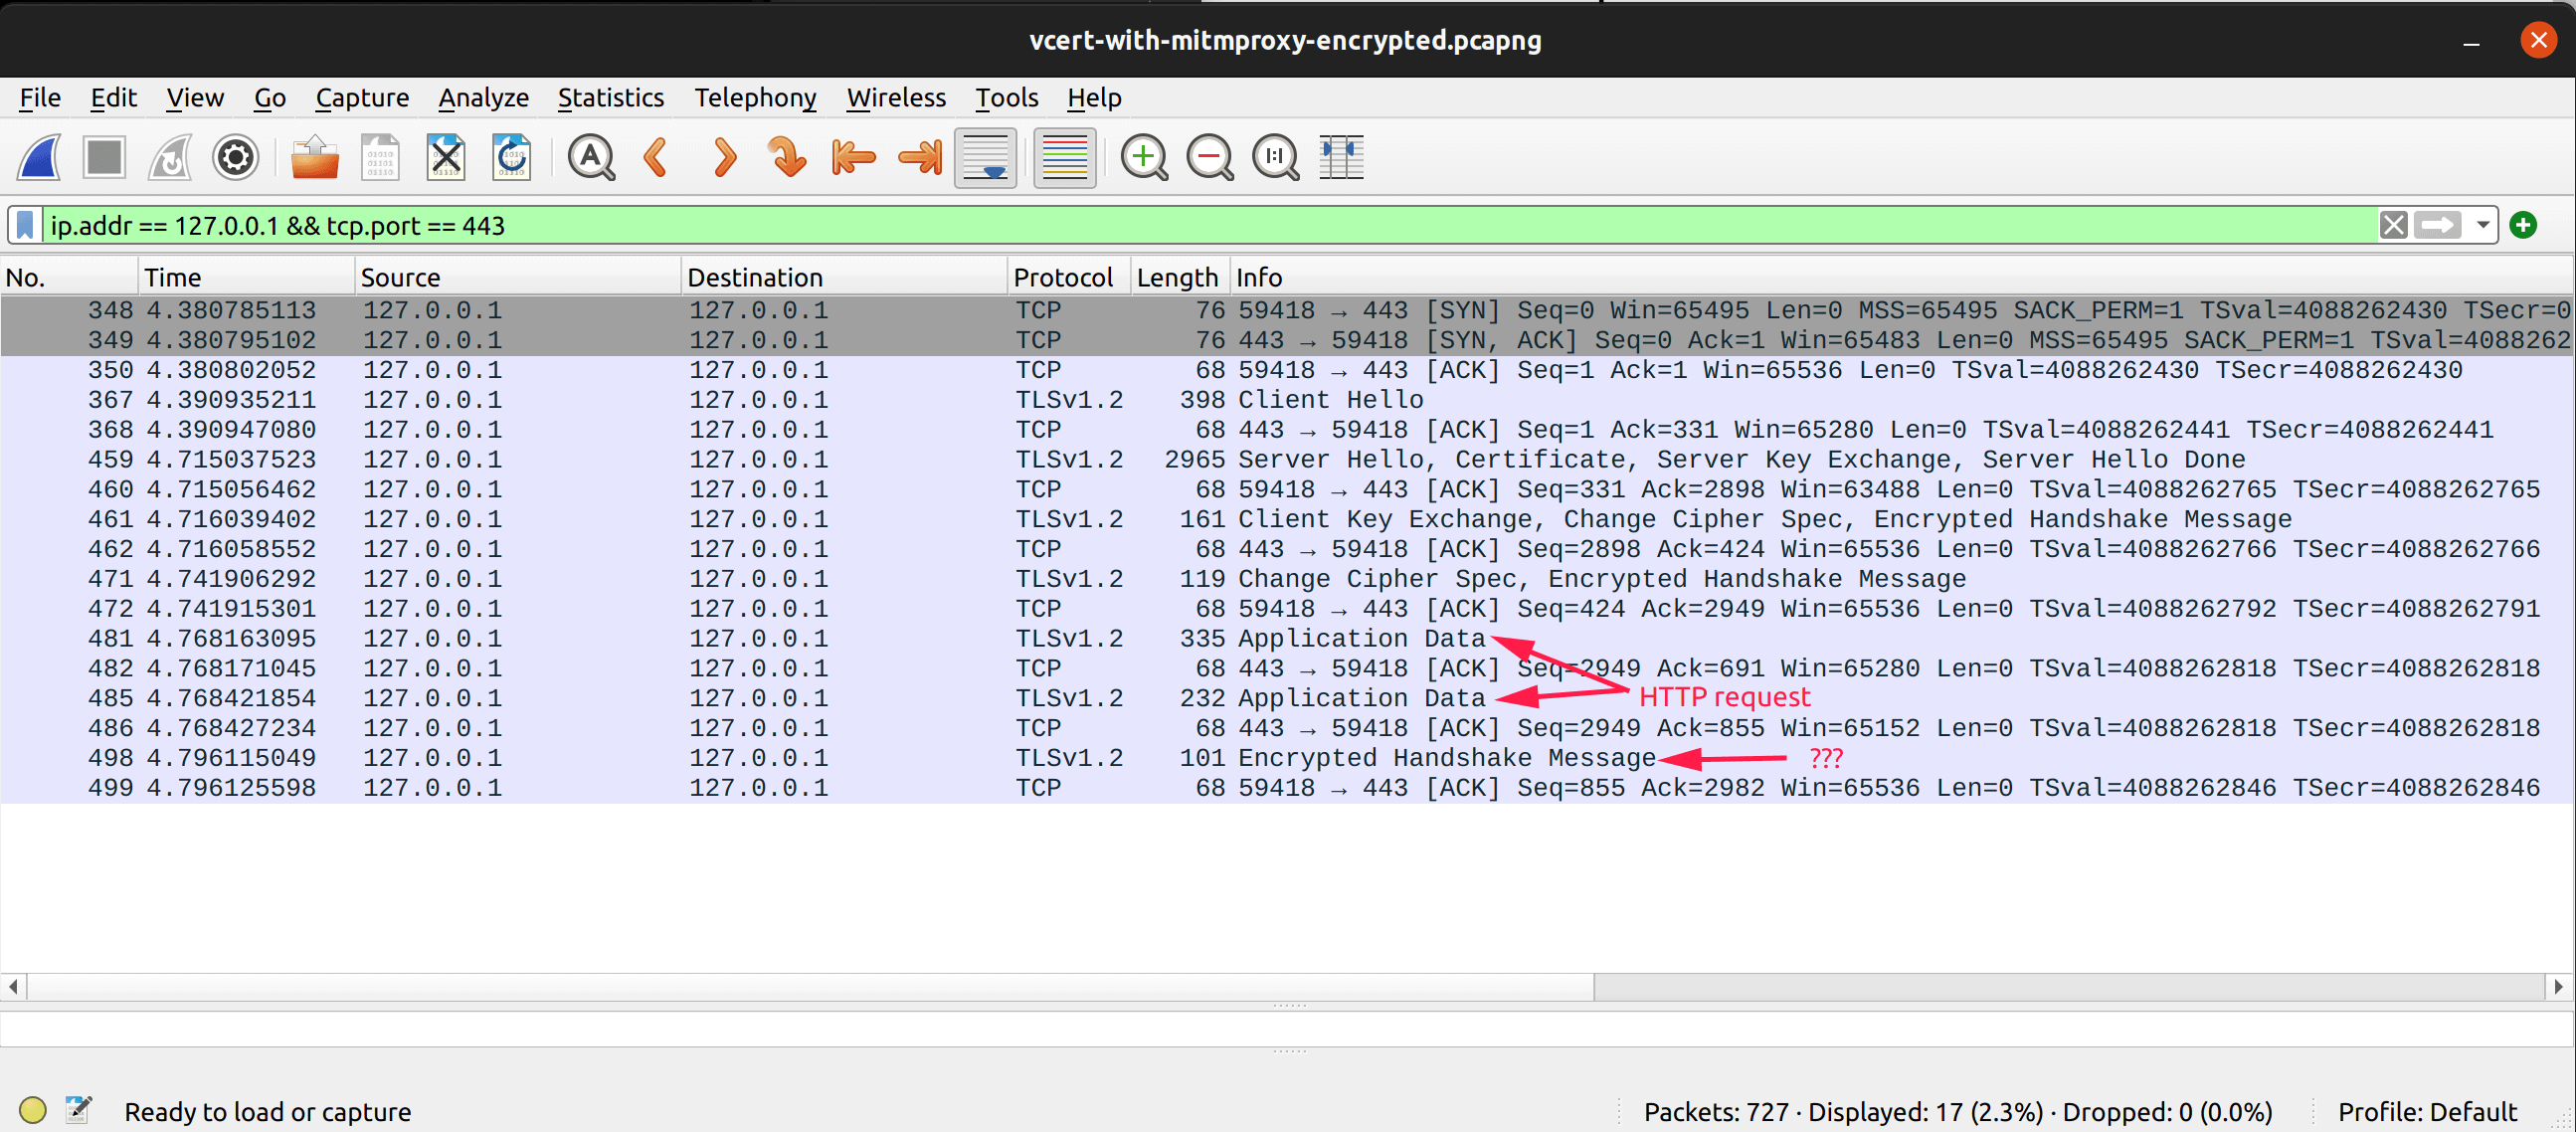 vcert-with-mitmproxy-encrypted.pcapng
File Edit View Go Capture Analyze Statistics Telephony Wireless Tools Help
ip.addr == 127.0.0.1 && tcp.port == 443
No. Time Source Destination Protocol Length Info
348 4.380785113 127.0.0.1 127.0.0.1 TCP 76 59418 → 443 [SYN] Seq=0 Win=65495 Len=0 MSS=65495 SACK_PERM=1 TSval=4088262430 TSecr=0
349 4.380795102 127.0.0.1 127.0.0.1 TCP 76 443 → 59418 [SYN, ACK] Seq=0 Ack=1 Win=65483 Len=0 MSS=65495 SACK_PERM=1 TSval=4088262
350 4.380802052 127.0.0.1 127.0.0.1 TCP 68 59418 → 443 [ACK] Seq=1 Ack=1 Win=65536 Len=0 TSval=4088262430 TSecr=4088262430
367 4.390935211 127.0.0.1 127.0.0.1 TLSv1.2 398 Client Hello
368 4.390947080 127.0.0.1 127.0.0.1 TCP 68 443 → 59418 [ACK] Seq=1 Ack=331 Win=65280 Len=0 TSval=4088262441 TSecr=4088262441
459 4.715037523 127.0.0.1 127.0.0.1 TLSv1.2 2965 Server Hello, Certificate, Server Key Exchange, Server Hello Done
460 4.715056462 127.0.0.1 127.0.0.1 TCP 68 59418 → 443 [ACK] Seq=331 Ack=2898 Win=63488 Len=0 TSval=4088262765 TSecr=4088262765
461 4.716039402 127.0.0.1 127.0.0.1 TLSv1.2 161 Client Key Exchange, Change Cipher Spec, Encrypted Handshake Message
462 4.716058552 127.0.0.1 127.0.0.1 TCP 68 443 → 59418 [ACK] Seq=2898 Ack=424 Win=65536 Len=0 TSval=4088262766 TSecr=4088262766
471 4.741906292 127.0.0.1 127.0.0.1 TLSv1.2 119 Change Cipher Spec, Encrypted Handshake Message
472 4.741915301 127.0.0.1 127.0.0.1 TCP 68 59418 → 443 [ACK] Seq=424 Ack=2949 Win=65536 Len=0 TSval=4088262792 TSecr=4088262791
481 4.768163095 127.0.0.1 127.0.0.1 TLSv1.2 335 Application Data
482 4.768171045 127.0.0.1 127.0.0.1 TCP 68 443 → 59418 [ACK] Seq=2949 Ack=691 Win=65280 Len=0 TSval=4088262818 TSecr=4088262818
485 4.768421854 127.0.0.1 127.0.0.1 TLSv1.2 232 Application Data HTTP request
486 4.768427234 127.0.0.1 127.0.0.1 TCP 68 443 → 59418 [ACK] Seq=2949 Ack=855 Win=65152 Len=0 TSval=4088262818 TSecr=4088262818
498 4.796115049 127.0.0.1 127.0.0.1 TLSv1.2 101 Encrypted Handshake Message ???
499 4.796125598 127.0.0.1 127.0.0.1 TCP 68 59418 → 443 [ACK] Seq=855 Ack=2982 Win=65536 Len=0 TSval=4088262846 TSecr=4088262846
Ready to load or capture Packets: 727 · Displayed: 17 (2.3%) · Dropped: 0 (0.0%) Profile: Default